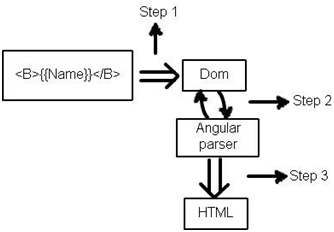 Step 1
<B>{{Name}}</B>
Dom
Step 2
Angular
parser
Step 3
HTML